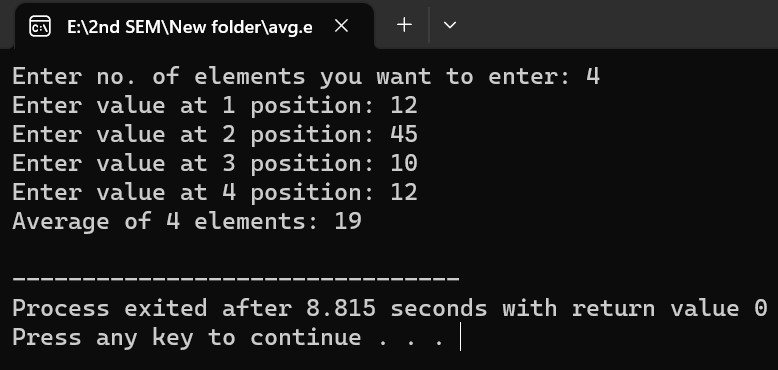 E:\2nd SEM\New folder\avg.e
Enter no. of elements you want to enter: 4
Enter value at 1 position: 12
Enter value at 2 position: 45
Enter value at 3 position: 10
Enter value at 4 position: 12
Average of 4 elements: 19
--------------------------------
Process exited after 8.815 seconds with return value 0
Press any key to continue . . .